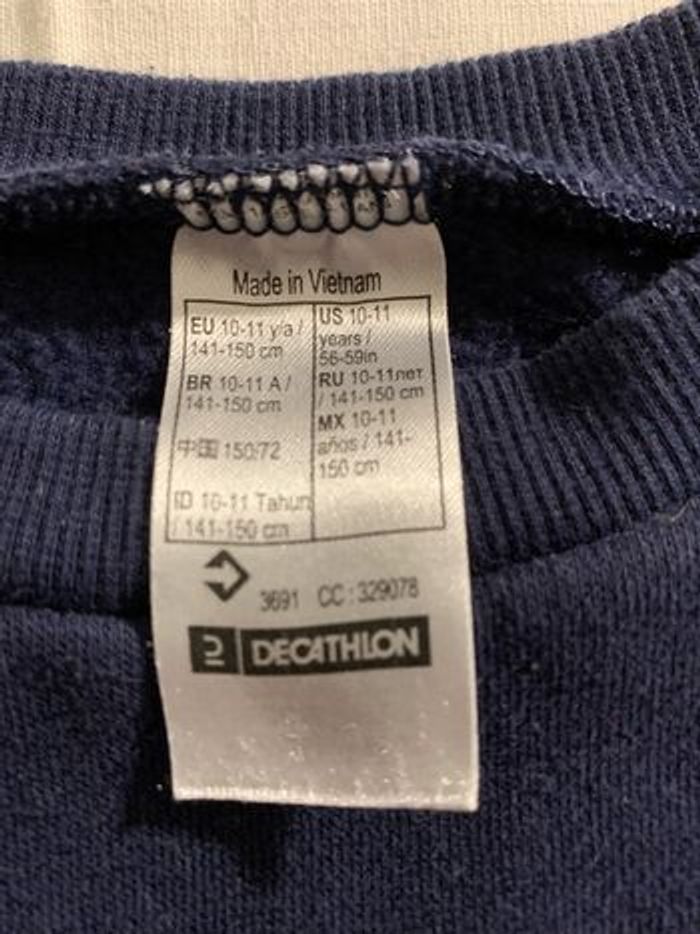 Made in Vietnam
EU 10-11 y/a /
141-150 cm
BR 10-11 A /
141-150 cm
中国 150/72
ID 10-11 Tahun
/ 141-150 cm
US 10-11
years /
56-59in
RU 10-11лет
/ 141-150 cm
MX 10-11
años / 141-
150 cm
3691 CC : 329078
DECATHLON